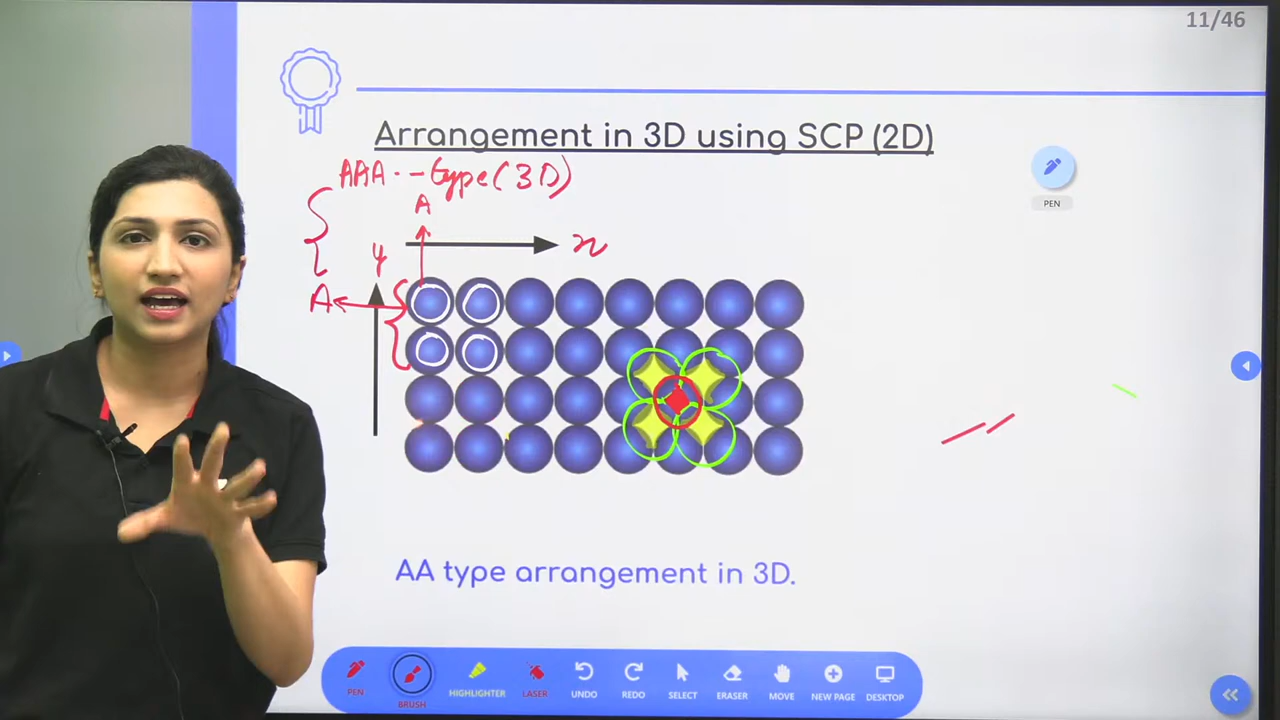 11/46
Arrangement in 3D using SCP (2D)
AAA - - type (3D)
A
PEN
x
y
A
AA type arrangement in 3D.
PEN
BRUSH
HIGHLIGHTER
LASER
UNDO
REDO
SELECT
ERASER
MOVE
NEW PAGE
DESKTOP